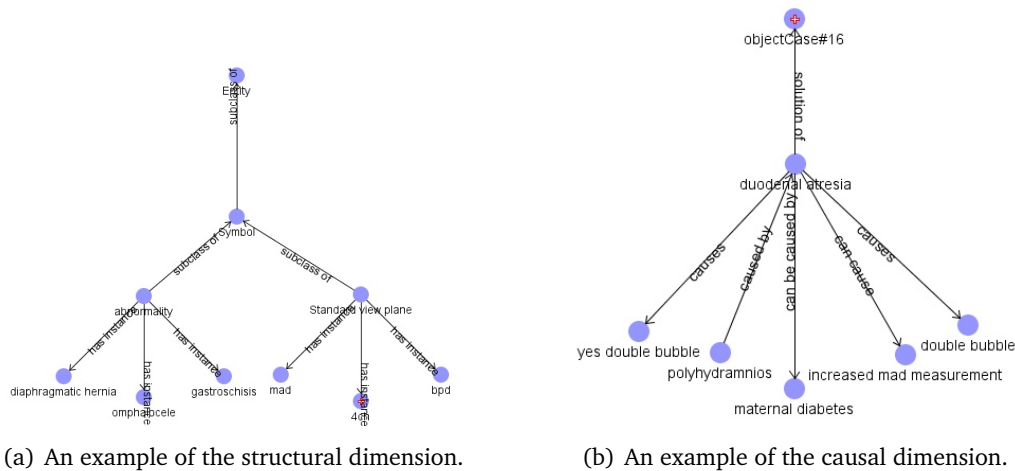 objectCase#16
solution of
duodenal atresia
causes
caused by
can be caused by
can cause
causes
yes double bubble
polyhydramnios
maternal diabetes
increased mad measurement
double bubble
Entity
subclass of
Symbol
subclass of
subclass of
abnormality
Standard view plane
has instance
has instance
has instance
has instance
has instance
has instance
diaphragmatic hernia
omphalocele
gastroschisis
mad
4ch
bpd
(a) An example of the structural dimension.
(b) An example of the causal dimension.